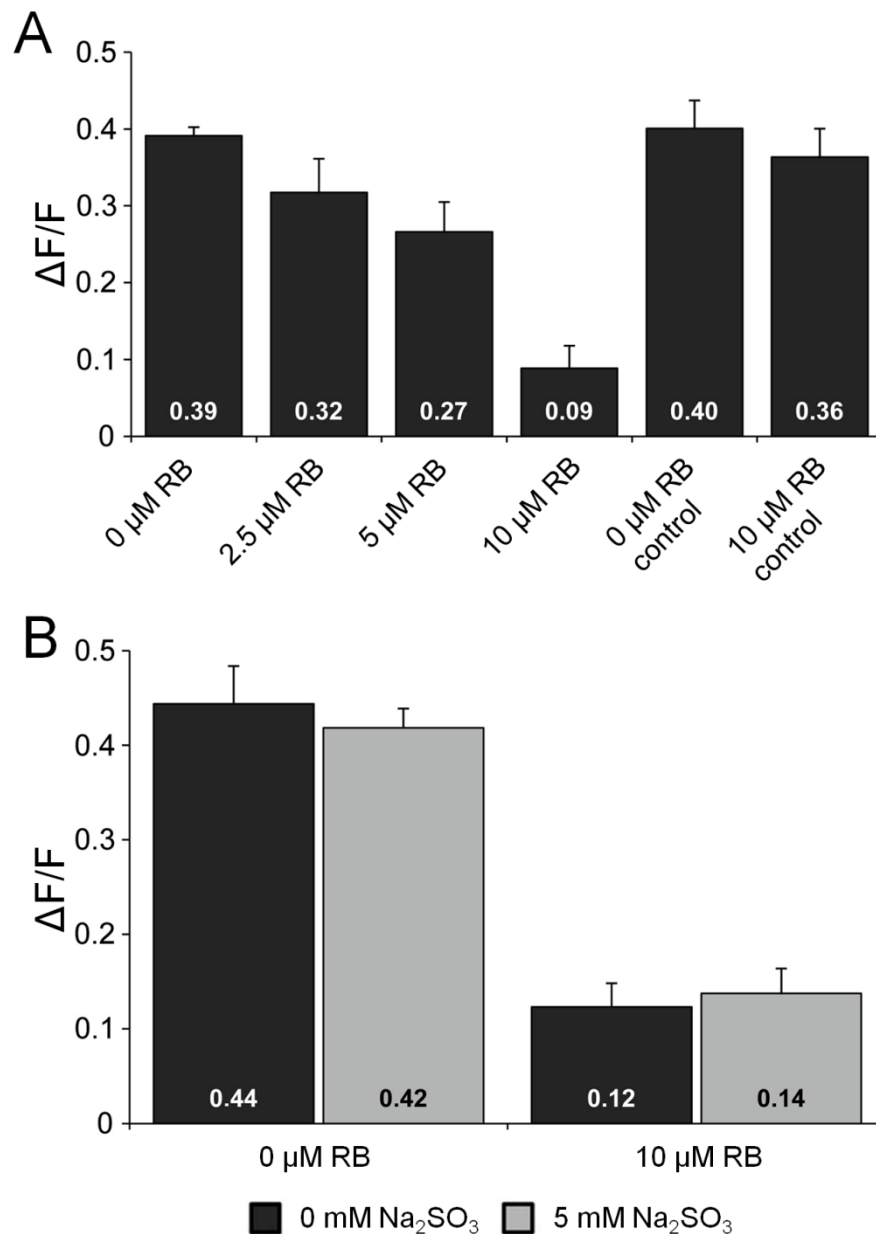 A
0.5
0.4
0.3
0.2
0.1
0
ΔF/F
0.39
0.32
0.27
0.09
0.40
0.36
0 µM RB
2.5 µM RB
5 µM RB
10 µM RB
0 µM RB
control
10 µM RB
control
B
0.5
0.4
0.3
0.2
0.1
0
ΔF/F
0.44
0.42
0.12
0.14
0 µM RB
10 µM RB
0 mM Na₂SO₃
5 mM Na₂SO₃